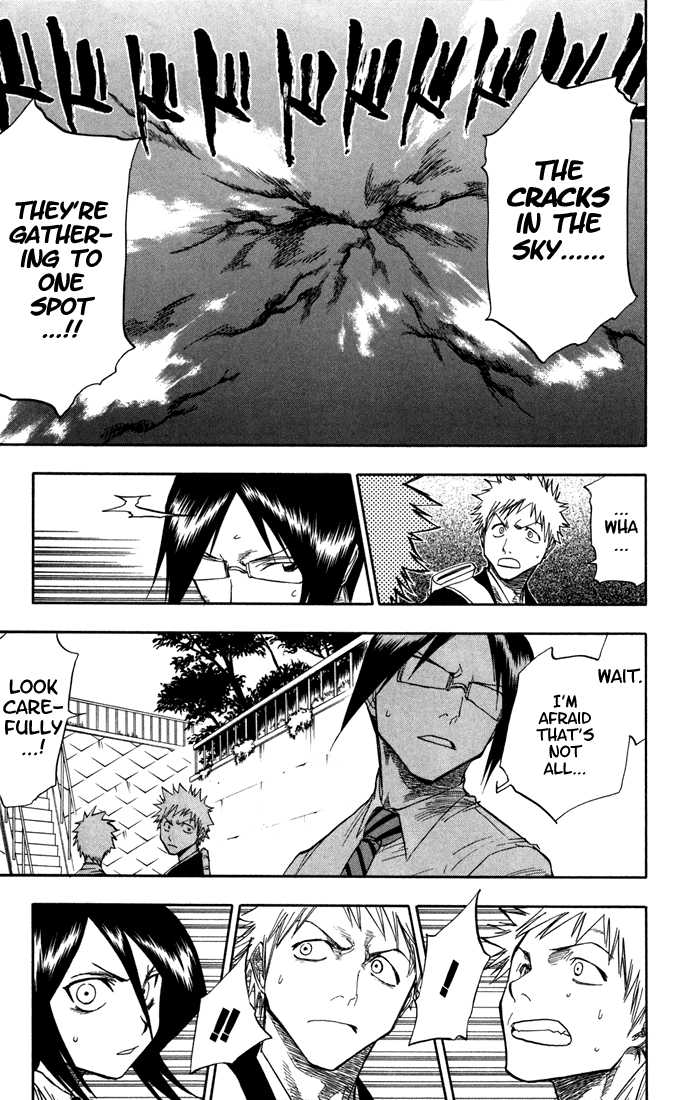 THE
CRACKS
IN THE
SKY......
THEY'RE
GATHER-
ING TO
ONE
SPOT
...!!
...
WHA
...
WAIT.
I'M
AFRAID
THAT'S
NOT
ALL...
LOOK
CARE-
FULLY
...!
!!
!!